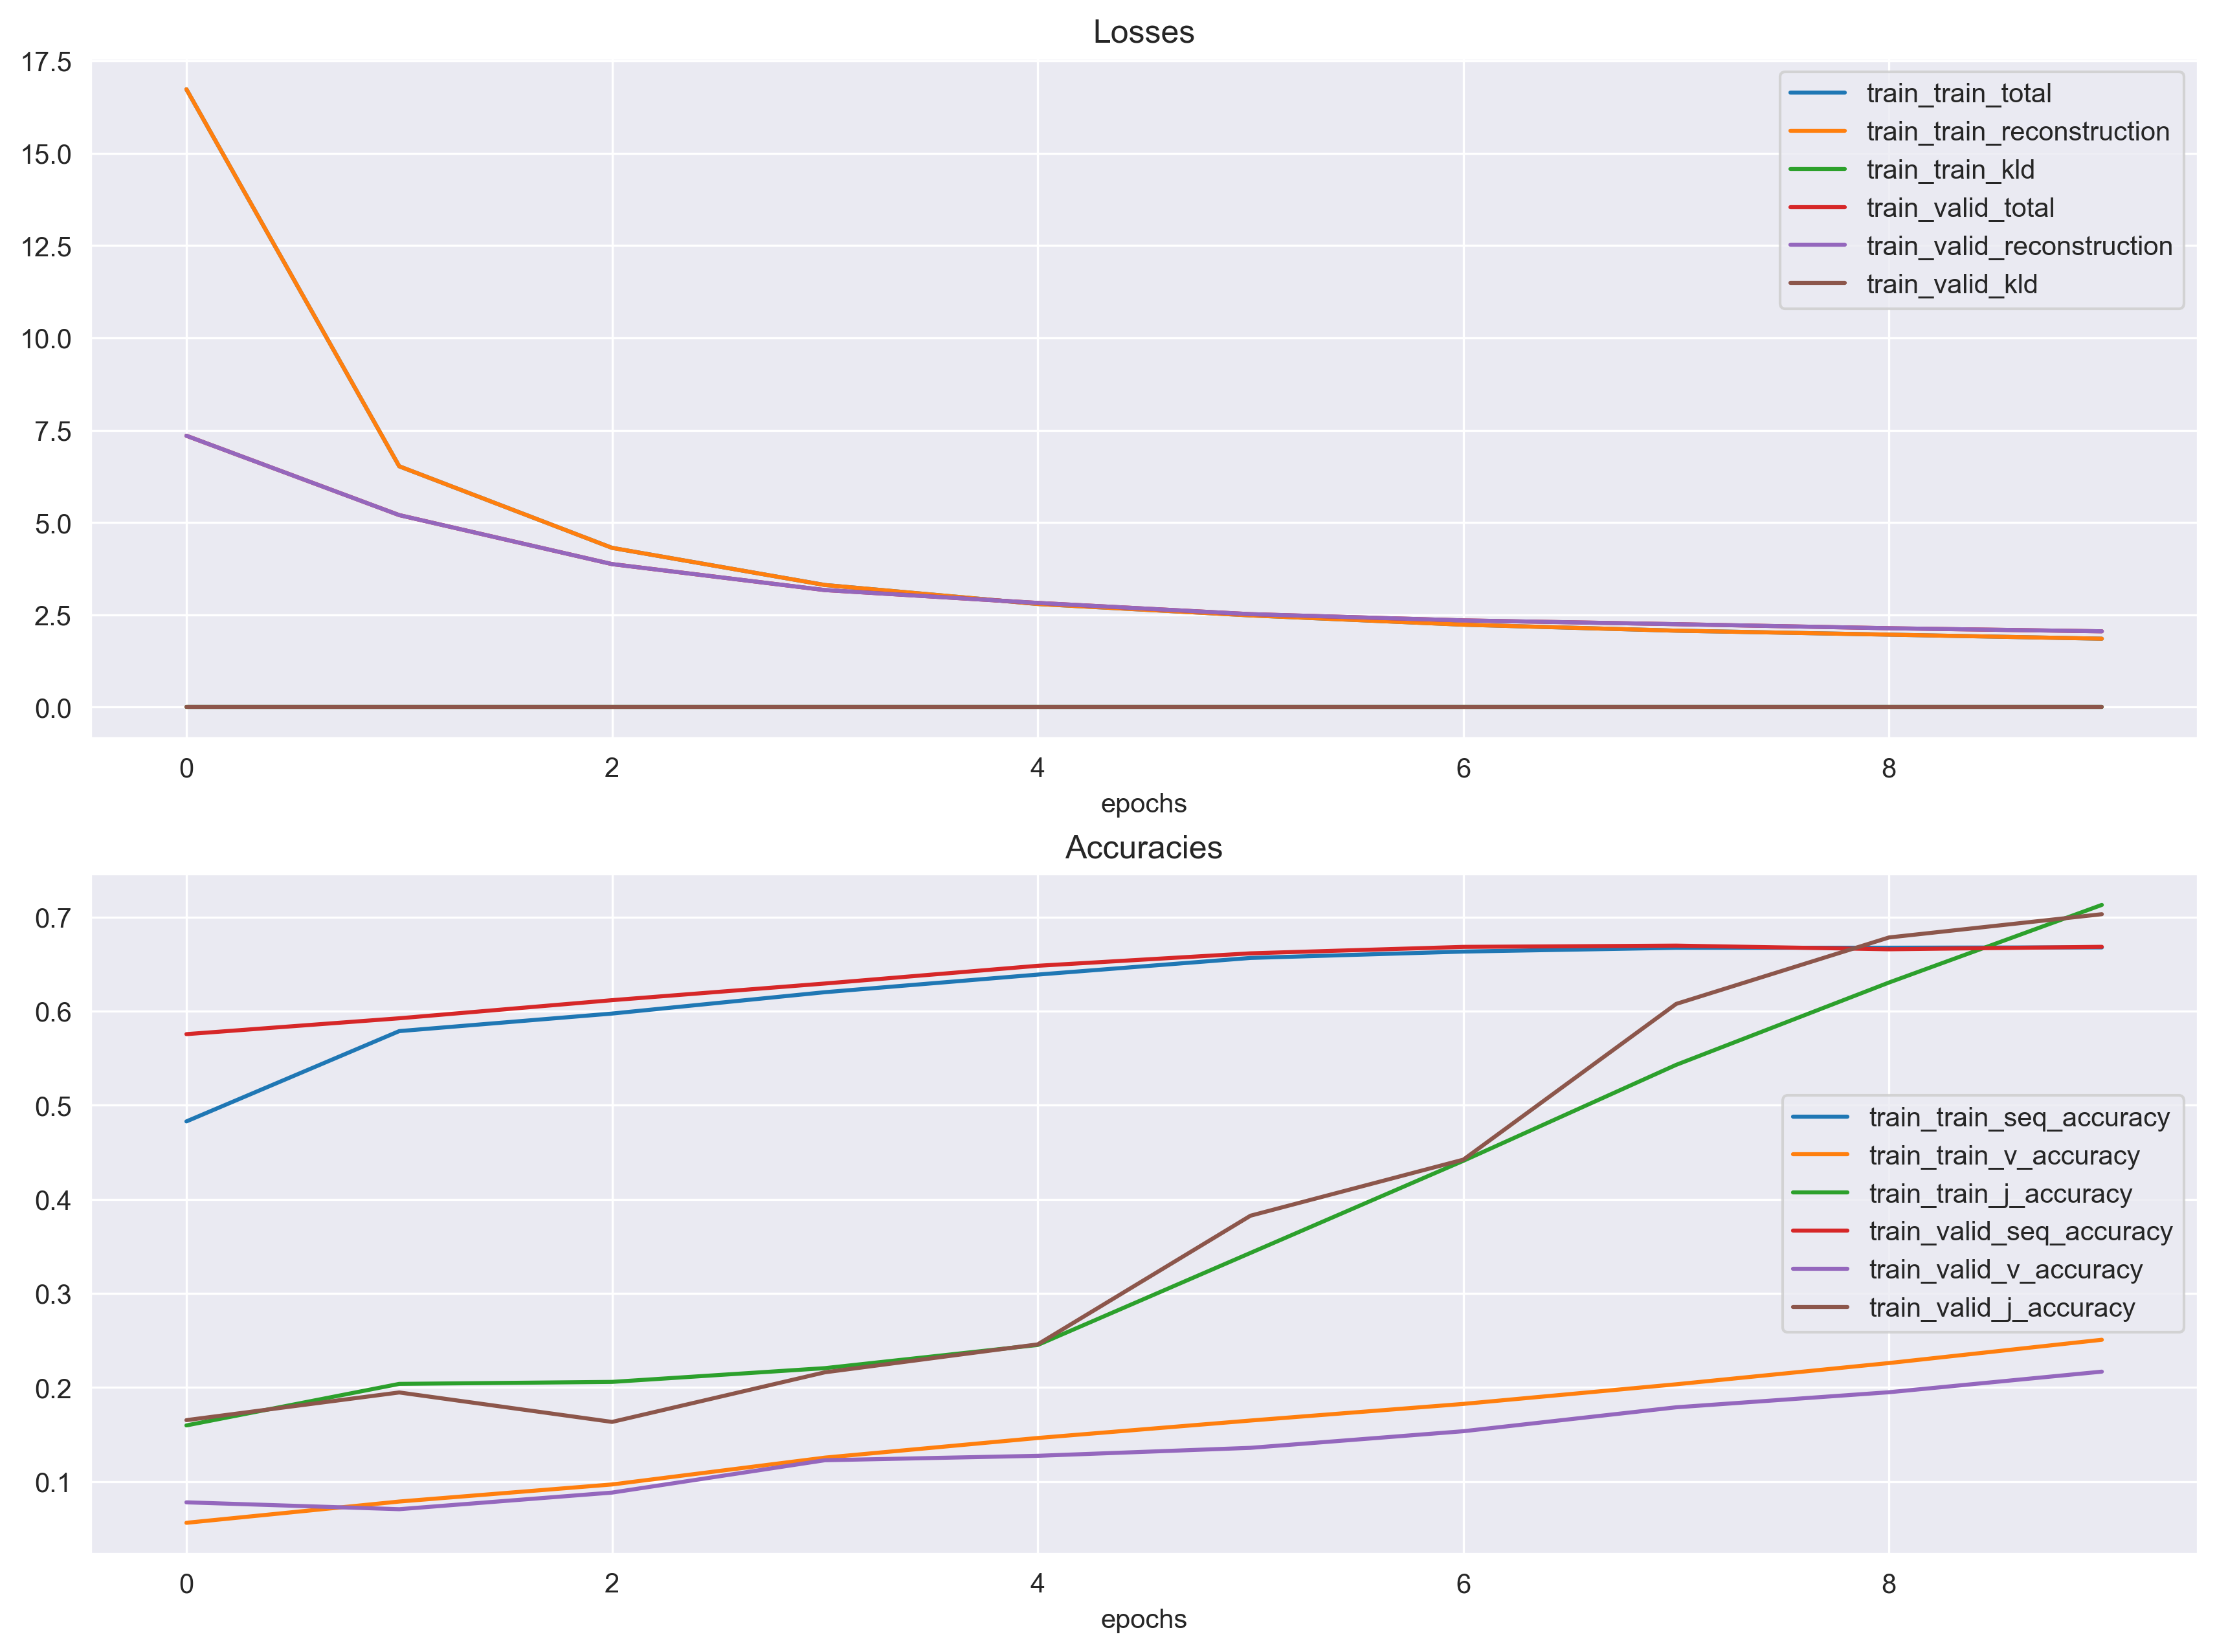 Losses
17.5
15.0
12.5
10.0
7.5
5.0
2.5
0.0
train_train_total
train_train_reconstruction
train_train_kld
train_valid_total
train_valid_reconstruction
train_valid_kld
0 2 4 6 8
epochs
Accuracies
0.7
0.6
0.5
0.4
0.3
0.2
0.1
train_train_seq_accuracy
train_train_v_accuracy
train_train_j_accuracy
train_valid_seq_accuracy
train_valid_v_accuracy
train_valid_j_accuracy
0 2 4 6 8
epochs